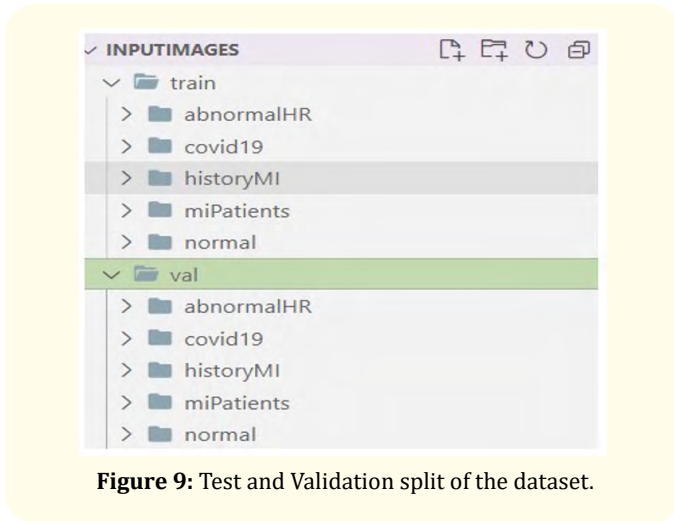 INPUTIMAGES
train
abnormalHR
covid19
historyMI
miPatients
normal
val
abnormalHR
covid19
historyMI
miPatients
normal
Figure 9: Test and Validation split of the dataset.